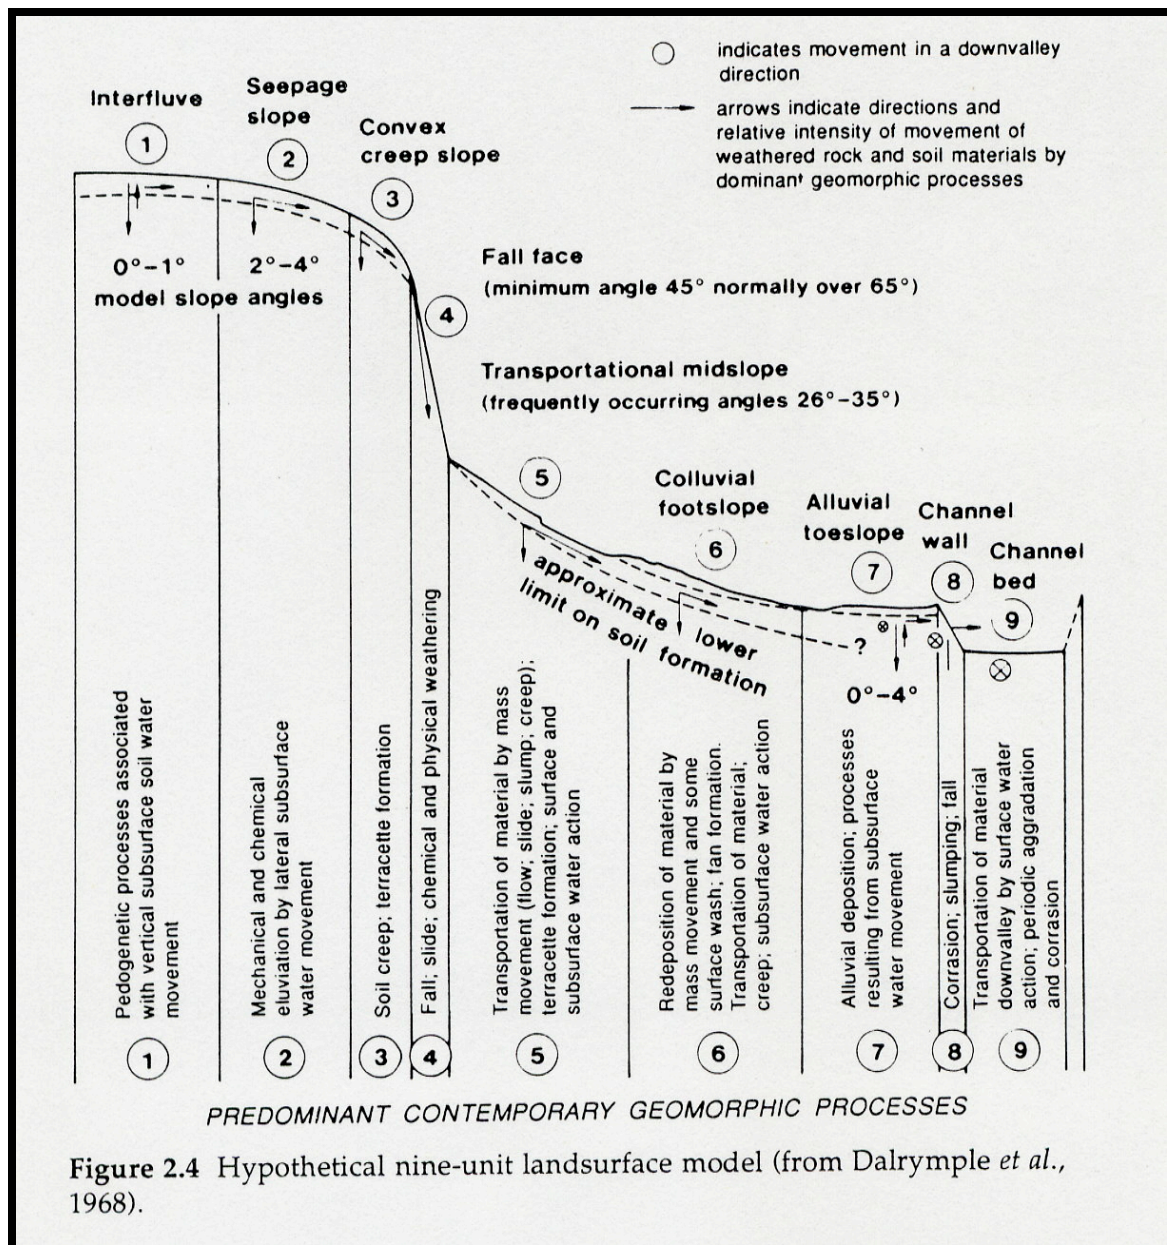 indicates movement in a downvalley
direction
arrows indicate directions and
relative intensity of movement of
weathered rock and soil materials by
dominant geomorphic processes
Interfluve
1
Seepage
slope
2
Convex
creep slope
3
0°–1°
2°–4°
model slope angles
Fall face
(minimum angle 45° normally over 65°)
4
Transportational midslope
(frequently occurring angles 26°–35°)
5
Colluvial
footslope
6
Alluvial
toeslope
7
Channel
wall
8
Channel
bed
9
approximate lower
limit on soil formation
?
0°–4°
Pedogenetic processes associated
with vertical subsurface soil water
movement
Mechanical and chemical
eluviation by lateral subsurface
water movement
Soil creep; terracette formation
Fall; slide; chemical and physical weathering
Transportation of material by mass
movement (flow; slide; slump; creep);
terracette formation; surface and
subsurface water action
Redeposition of material by
mass movement and some
surface wash; fan formation.
Transportation of material;
creep; subsurface water action
Alluvial deposition; processes
resulting from subsurface
water movement
Corrasion; slumping; fall
Transportation of material
downvalley by surface water
action; periodic aggradation
and corrasion
1
2
3
4
5
6
7
8
9
PREDOMINANT CONTEMPORARY GEOMORPHIC PROCESSES
Figure 2.4 Hypothetical nine-unit landsurface model (from Dalrymple et al.,
1968).